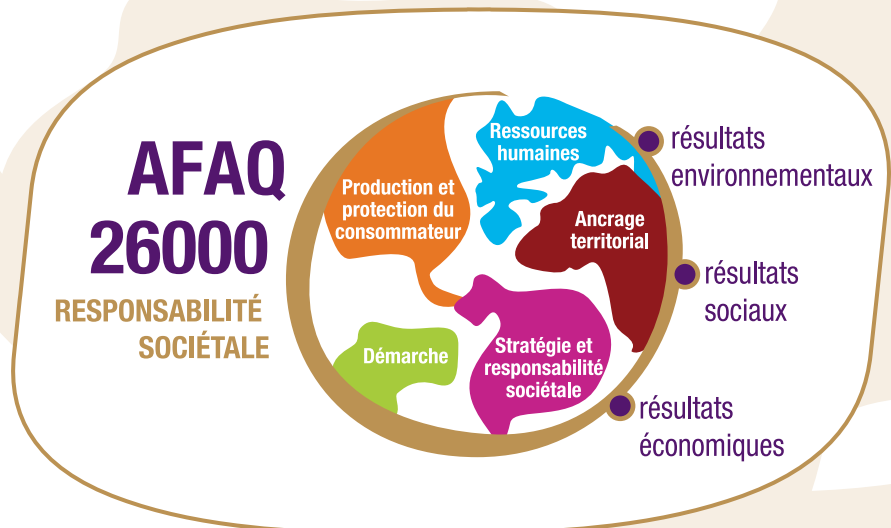 AFAQ
26000
RESPONSABILITÉ
SOCIÉTALE
Production et
protection du
consommateur
Ressources
humaines
Ancrage
territorial
Démarche
Stratégie et
responsabilité
sociétale
résultats
environnementaux
résultats
sociaux
résultats
économiques